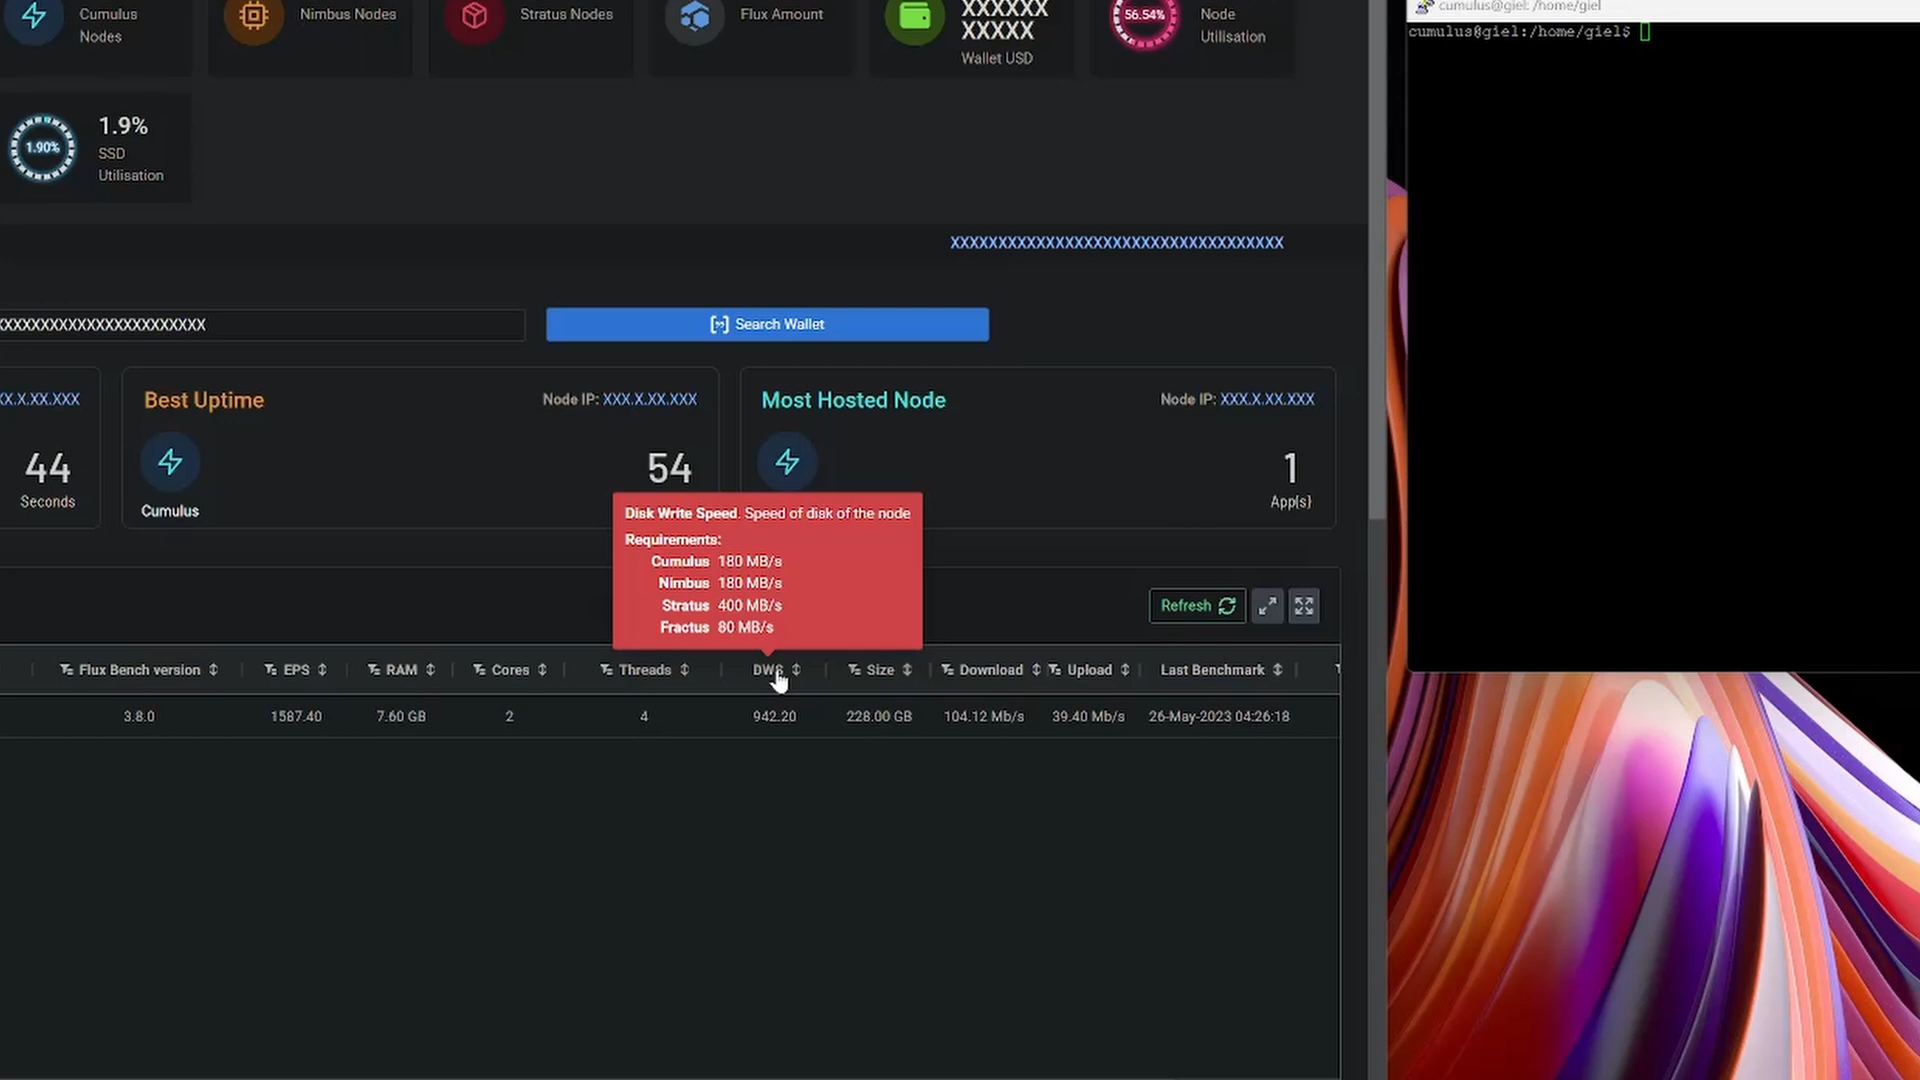 Cumulus
Nodes
Nimbus Nodes
Stratus Nodes
Flux Amount
XXXXXX
XXXXX
Wallet USD
56.54%
Node
Utilisation
1.90%
1.9%
SSD
Utilisation
XXXXXXXXXXXXXXXXXXXXXXXXXXXXXXXXXX
XXXXXXXXXXXXXXXXXXXXXX
Search Wallet
XX.X.XX.XXX
44
Seconds
Best Uptime
Node IP: XXX.X.XX.XXX
54
Cumulus
Most Hosted Node
Node IP: XXX.X.XX.XXX
1
App(s)
Disk Write Speed. Speed of disk of the node
Requirements:
Cumulus 180 MB/s
Nimbus 180 MB/s
Stratus 400 MB/s
Fractus 80 MB/s
Refresh
Flux Bench version EPS RAM Cores Threads DWS Size Download Upload Last Benchmark
3.8.0 1587.40 7.60 GB 2 4 942.20 228.00 GB 104.12 Mb/s 39.40 Mb/s 26-May-2023 04:26:18
cumulus@giel: /home/giel
cumulus@giel:/home/giel$